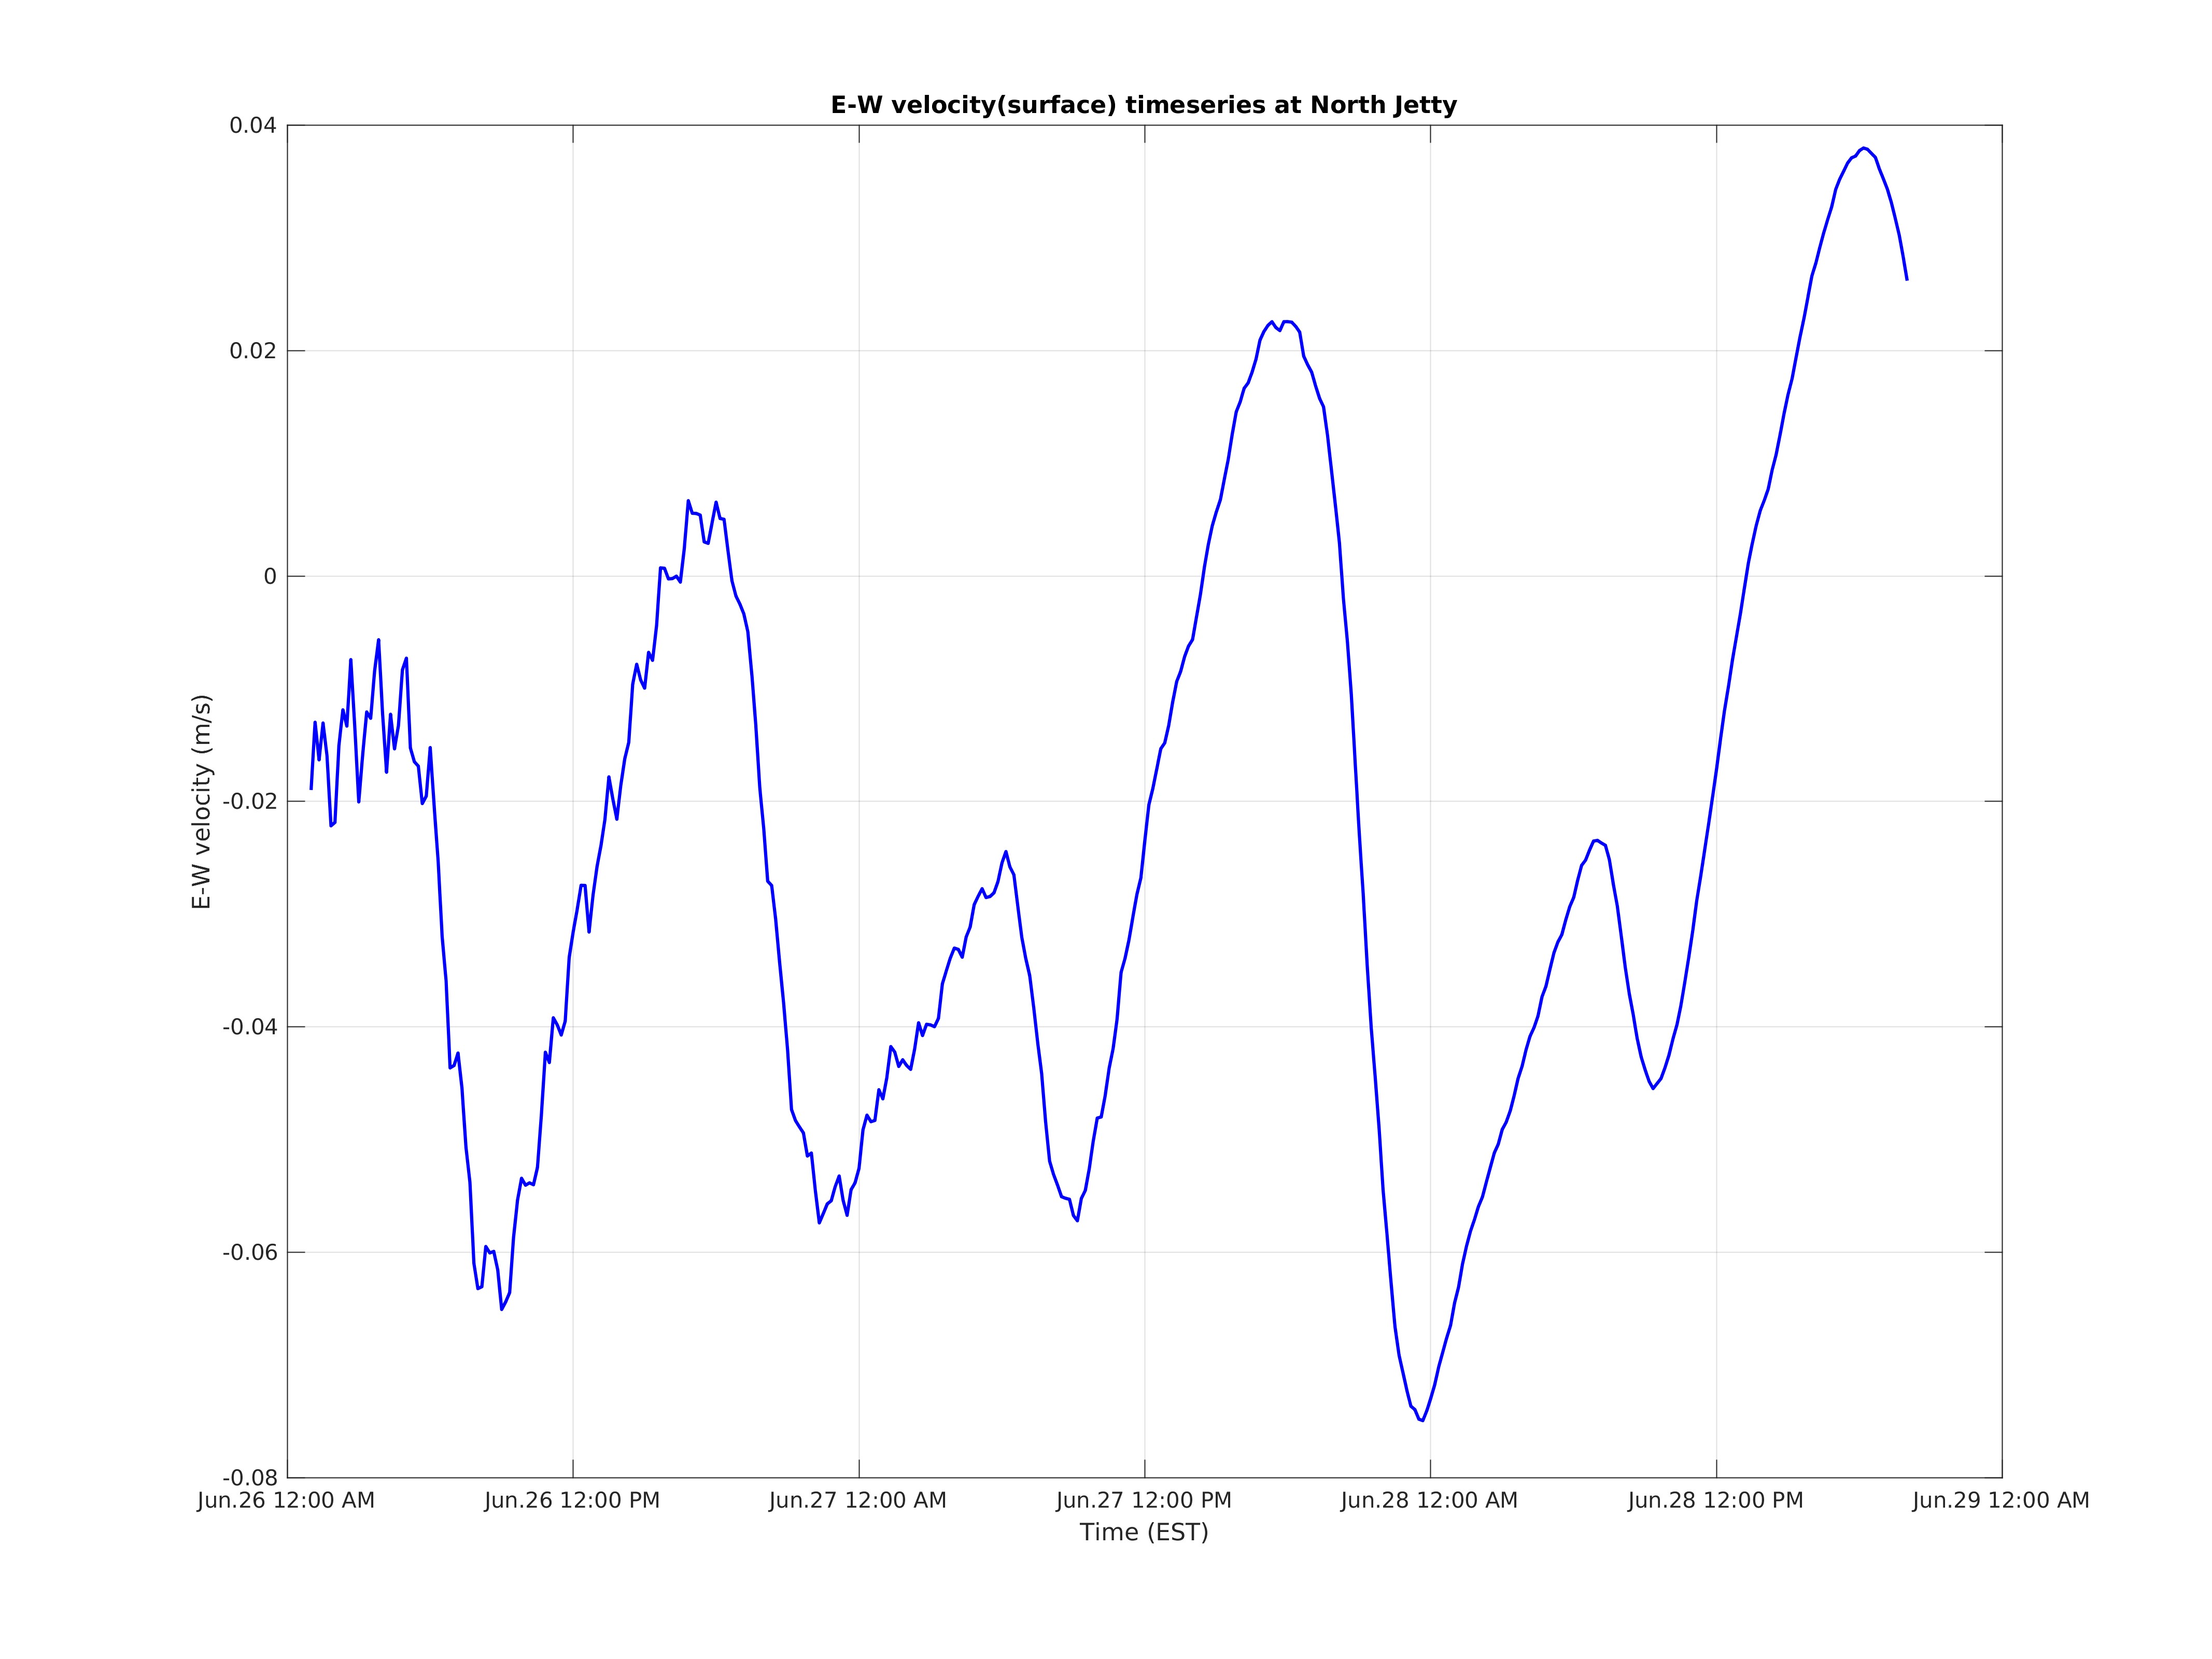 E-W velocity(surface) timeseries at North Jetty
0.04
0.02
0
-0.02
-0.04
-0.06
-0.08
E-W velocity (m/s)
Jun.26 12:00 AM
Jun.26 12:00 PM
Jun.27 12:00 AM
Jun.27 12:00 PM
Jun.28 12:00 AM
Jun.28 12:00 PM
Jun.29 12:00 AM
Time (EST)